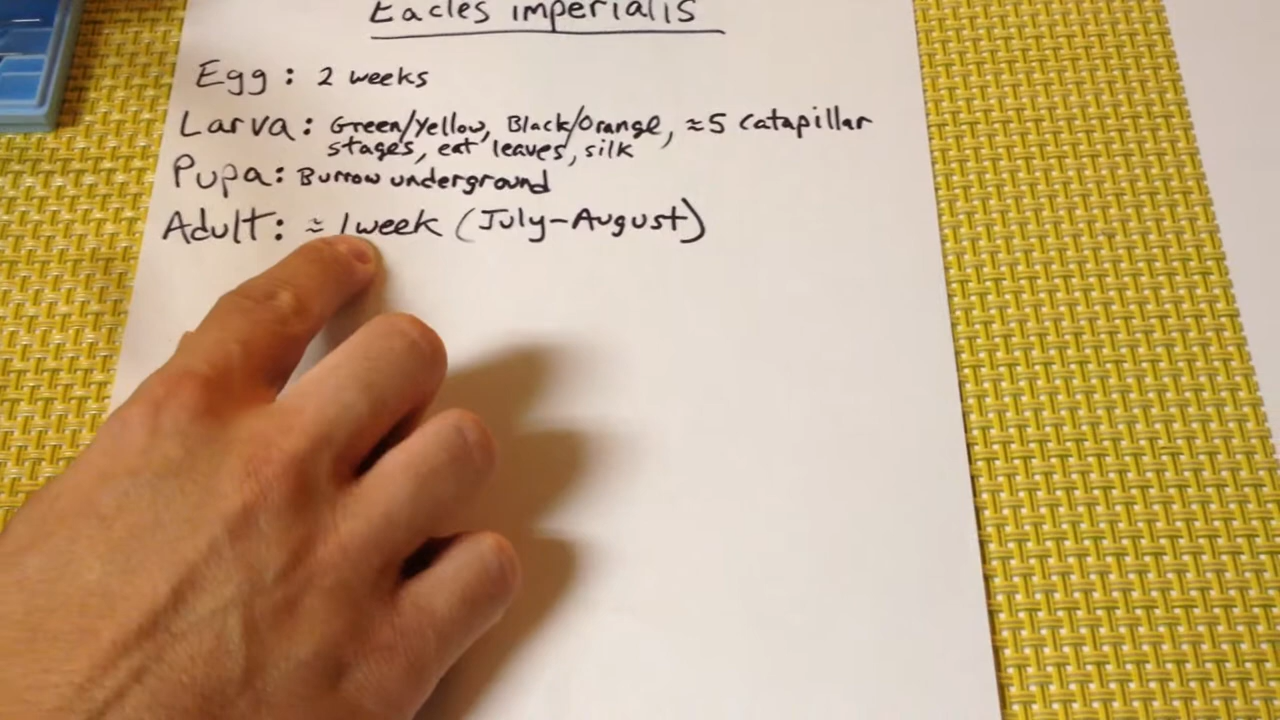 Eacles imperialis
Egg: 2 weeks
Larva: Green/Yellow, Black/Orange, ≈5 catapillar
stages, eat leaves, silk
Pupa: Burrow underground
Adult: ≈ 1 week (July-August)